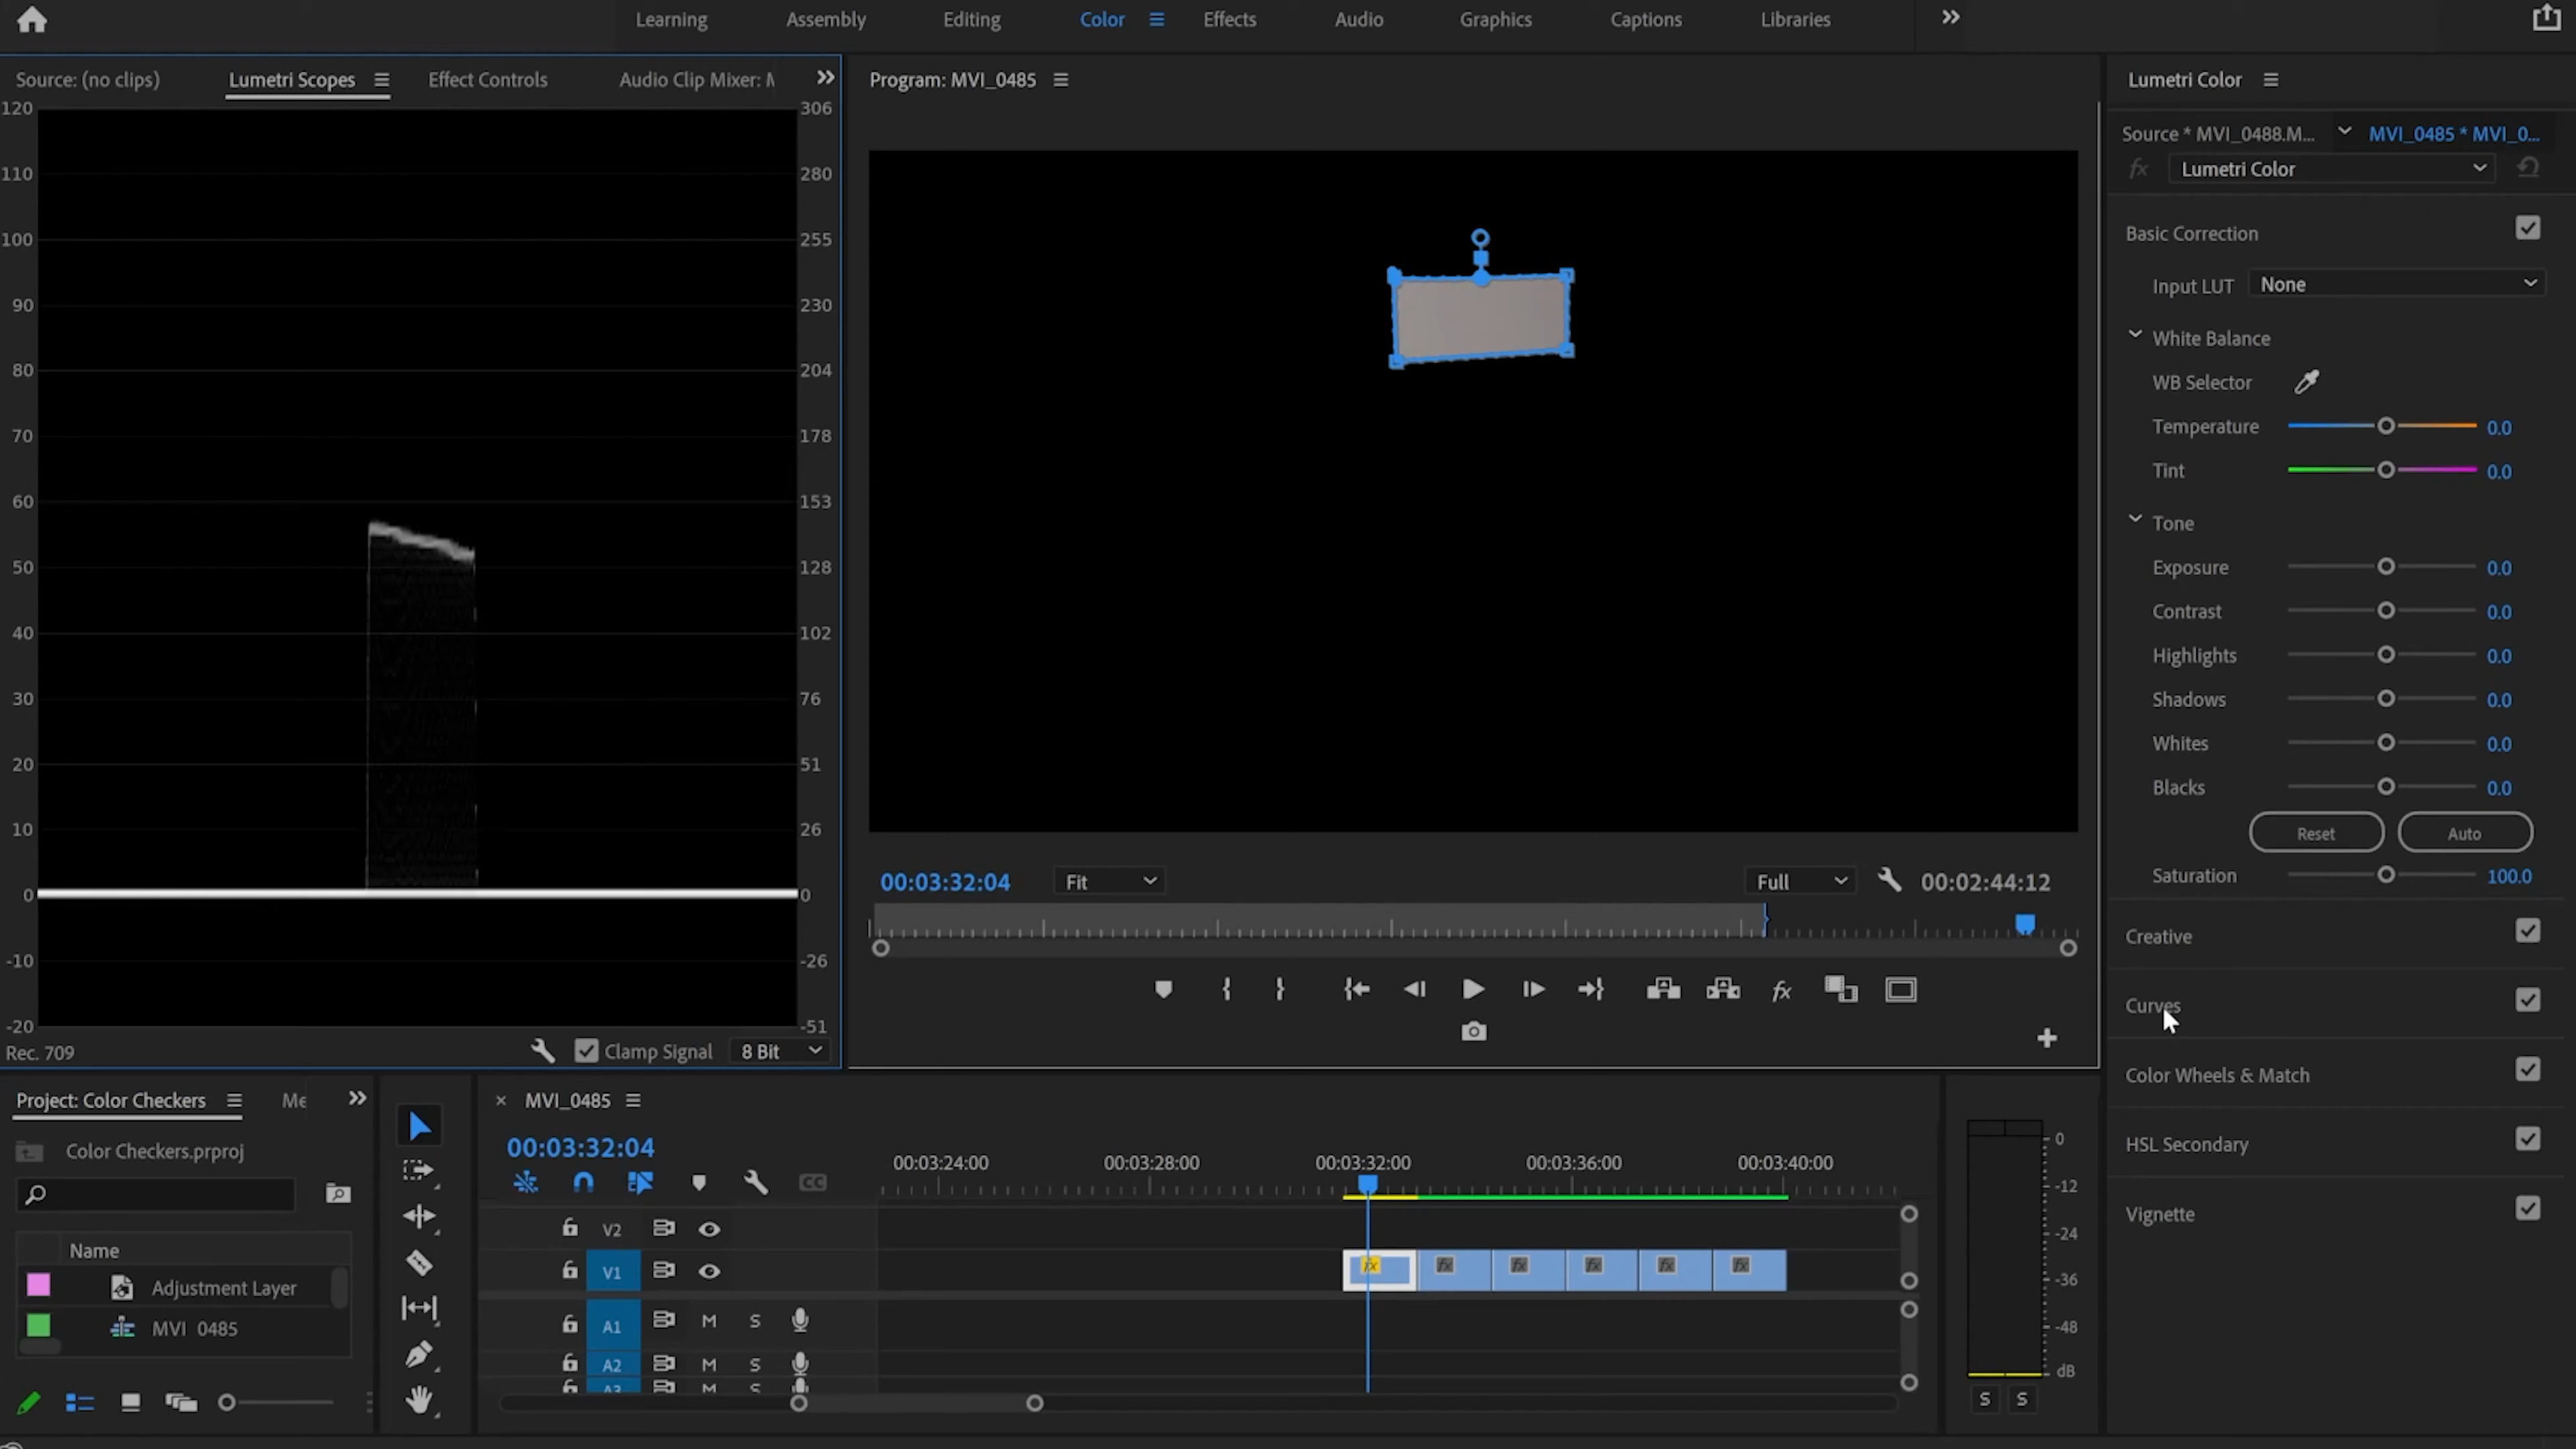 Learning Assembly Editing Color Effects Audio Graphics Captions Libraries
Source: (no clips) Lumetri Scopes Effect Controls Audio Clip Mixer: M
120 306
110 280
100 255
90 230
80 204
70 178
60 153
50 128
40 102
30 76
20 51
10 26
0 0
-10 -26
-20 -51
Rec. 709 Clamp Signal 8 Bit
Program: MVI_0485
00:03:32:04 Fit Full 00:02:44:12
fx
Lumetri Color
Source * MVI_0488.M... MVI_0485 * MVI_0...
fx Lumetri Color
Basic Correction
Input LUT None
White Balance
WB Selector
Temperature 0.0
Tint 0.0
Tone
Exposure 0.0
Contrast 0.0
Highlights 0.0
Shadows 0.0
Whites 0.0
Blacks 0.0
Reset Auto
Saturation 100.0
Creative
Curves
Color Wheels & Match
HSL Secondary
Vignette
Project: Color Checkers Me
Color Checkers.prproj
Name
Adjustment Layer
MVI_0485
× MVI_0485
00:03:32:04
CC
00:03:24:00 00:03:28:00 00:03:32:00 00:03:36:00 00:03:40:00
V2
V1 fx fx fx fx fx fx
A1 M S
A2 M S
A3 M S
0
-12
-24
-36
-48
dB
S S